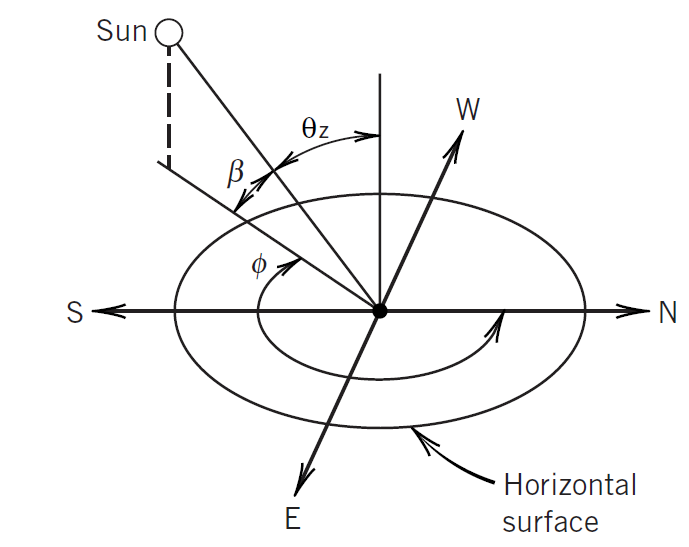 Sun
W
θz
β
ϕ
S
N
Horizontal
surface
E